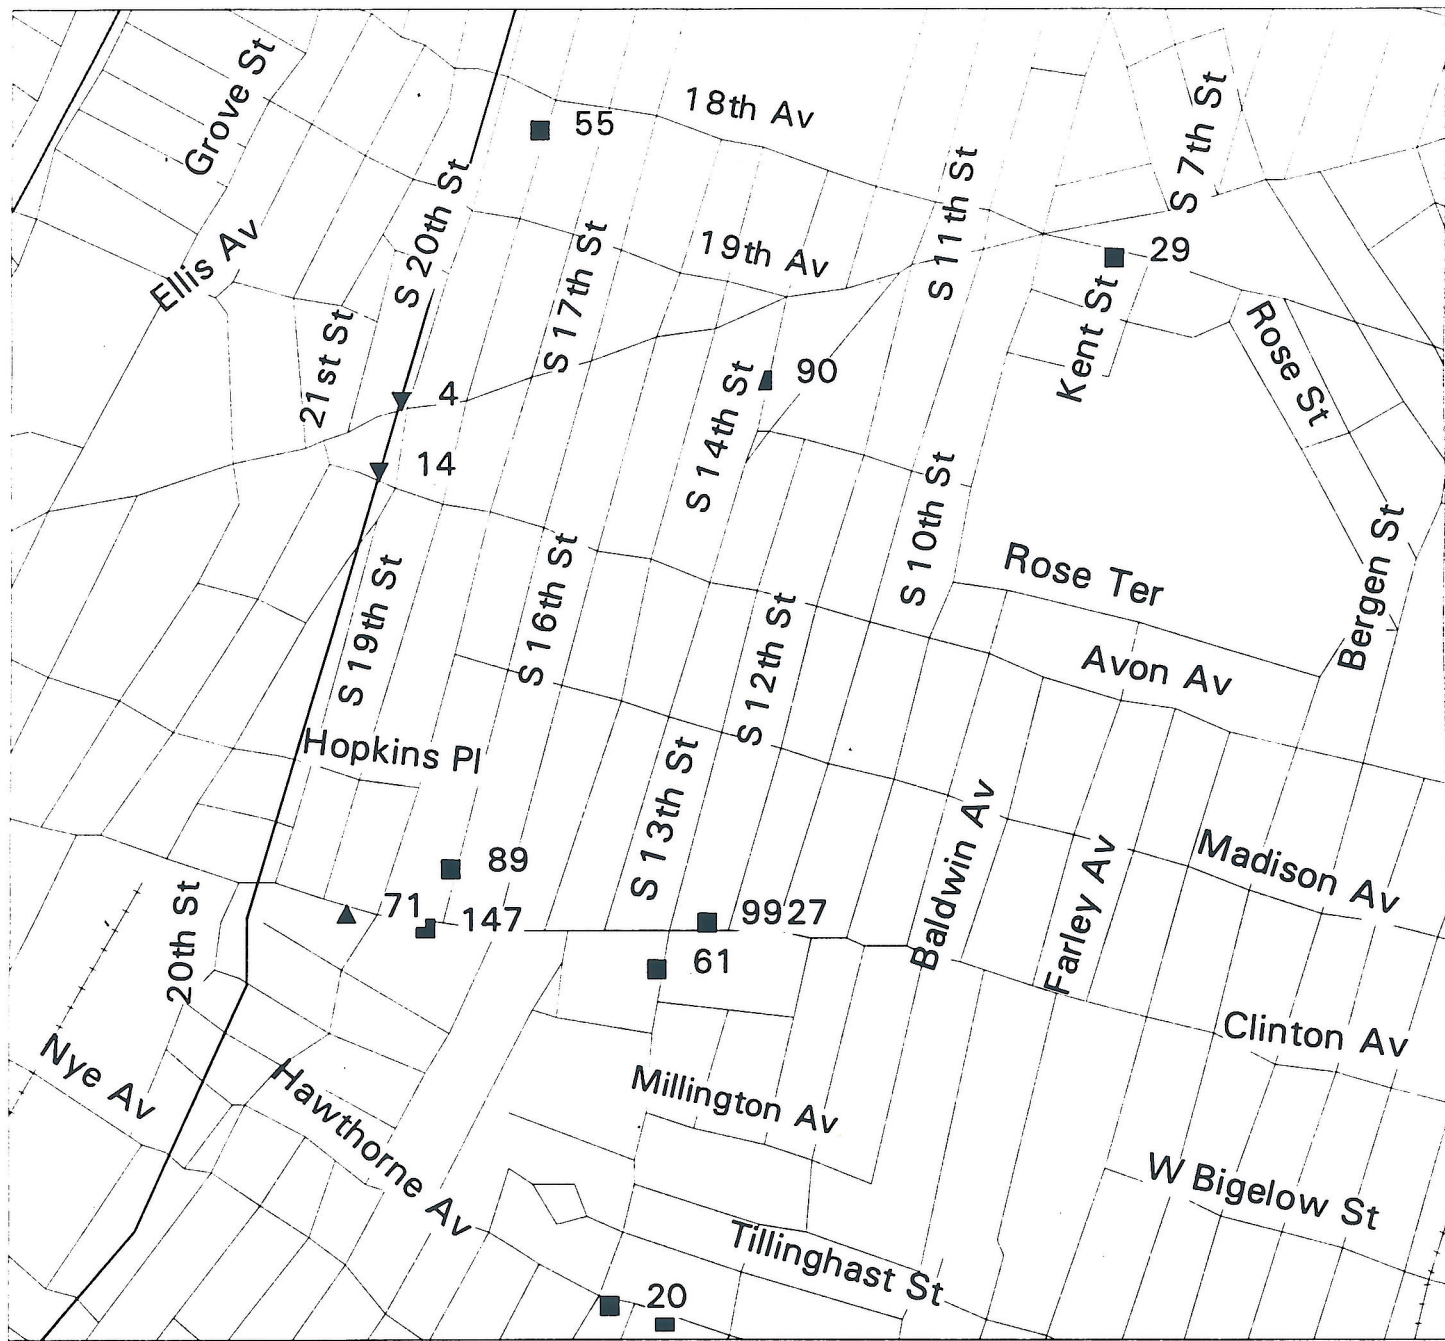 Grove St
18th Av
S 7th St
55
S 20th St
S 11th St
Ellis Av
S 17th St
19th Av
29
21st St
Kent St
Rose St
4
90
S 14th St
14
S 10th St
Bergen St
S 19th St
S 16th St
S 12th St
Rose Ter
Avon Av
Hopkins Pl
S 13th St
Baldwin Av
Farley Av
Madison Av
89
71
147
9927
20th St
61
Clinton Av
Nye Av
Hawthorne Av
Millington Av
W Bigelow St
Tillinghast St
20